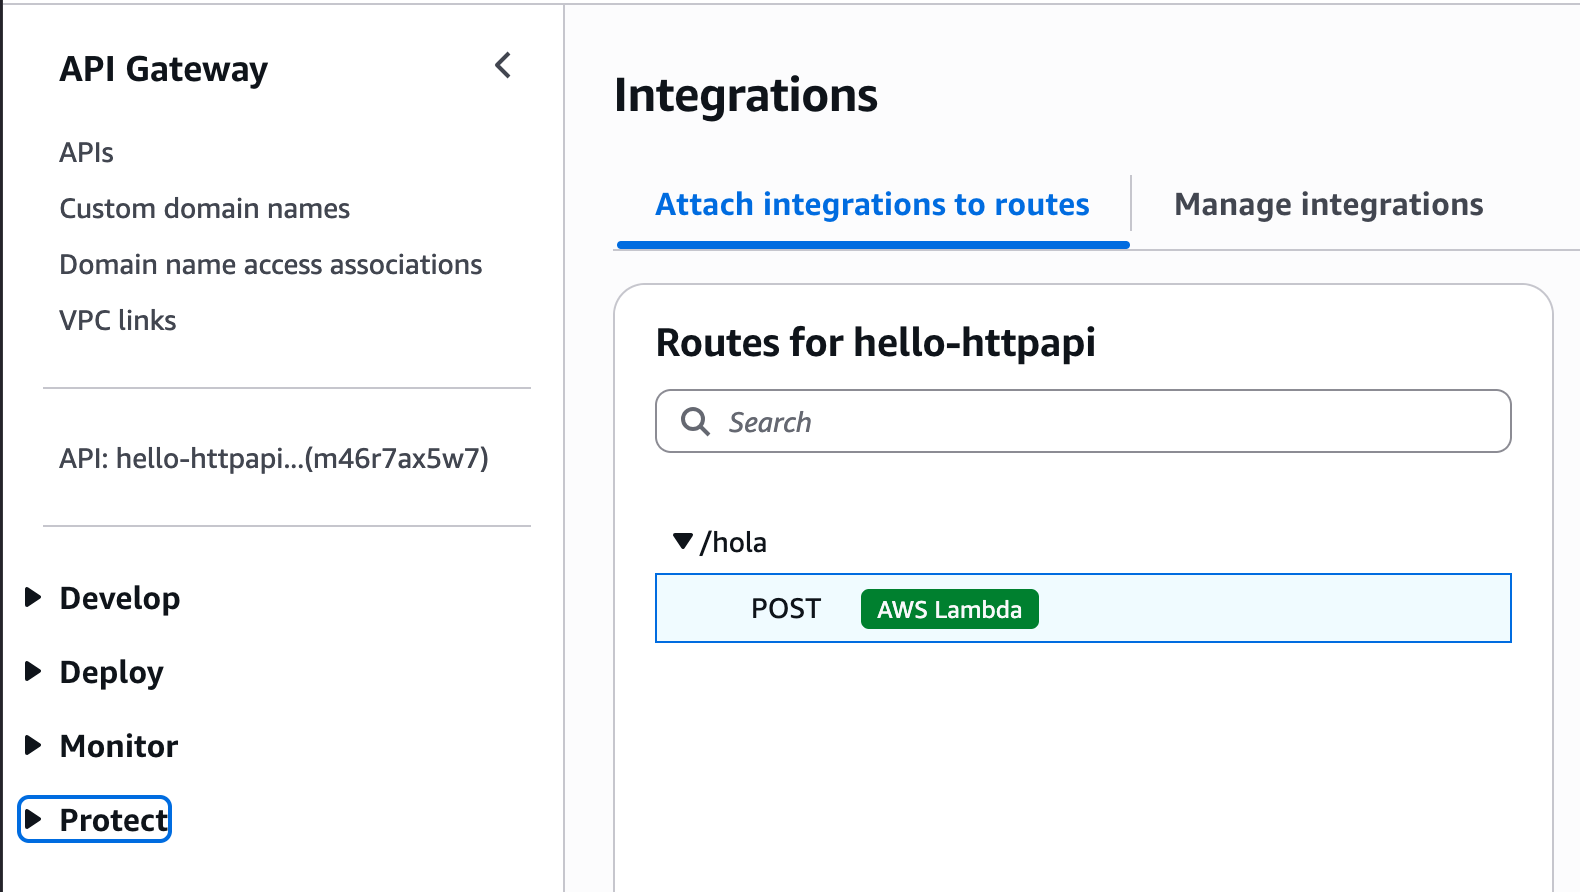 API Gateway
APIs
Custom domain names
Domain name access associations
VPC links
API: hello-httpapi...(m46r7ax5w7)
Develop
Deploy
Monitor
Protect
Integrations
Attach integrations to routes
Manage integrations
Routes for hello-httpapi
Search
/hola
POST AWS Lambda